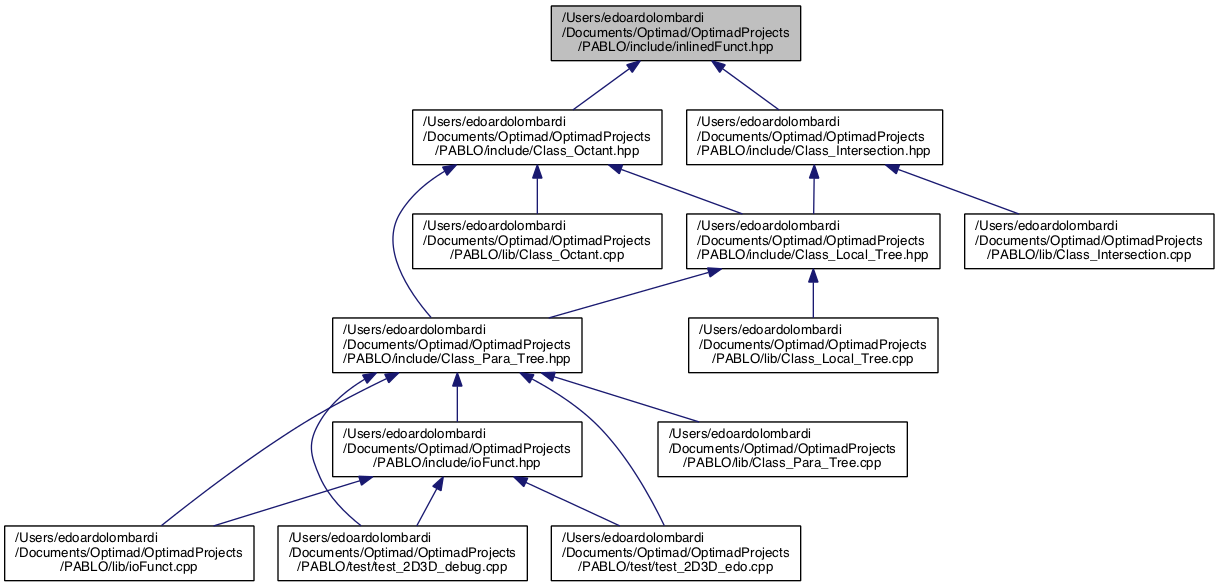 /Users/edoardolombardi
/Documents/Optimad/OptimadProjects
/PABLO/include/inlinedFunct.hpp
/Users/edoardolombardi
/Documents/Optimad/OptimadProjects
/PABLO/include/Class_Octant.hpp
/Users/edoardolombardi
/Documents/Optimad/OptimadProjects
/PABLO/include/Class_Intersection.hpp
/Users/edoardolombardi
/Documents/Optimad/OptimadProjects
/PABLO/lib/Class_Octant.cpp
/Users/edoardolombardi
/Documents/Optimad/OptimadProjects
/PABLO/include/Class_Local_Tree.hpp
/Users/edoardolombardi
/Documents/Optimad/OptimadProjects
/PABLO/lib/Class_Intersection.cpp
/Users/edoardolombardi
/Documents/Optimad/OptimadProjects
/PABLO/include/Class_Para_Tree.hpp
/Users/edoardolombardi
/Documents/Optimad/OptimadProjects
/PABLO/lib/Class_Local_Tree.cpp
/Users/edoardolombardi
/Documents/Optimad/OptimadProjects
/PABLO/include/ioFunct.hpp
/Users/edoardolombardi
/Documents/Optimad/OptimadProjects
/PABLO/lib/Class_Para_Tree.cpp
/Users/edoardolombardi
/Documents/Optimad/OptimadProjects
/PABLO/lib/ioFunct.cpp
/Users/edoardolombardi
/Documents/Optimad/OptimadProjects
/PABLO/test/test_2D3D_debug.cpp
/Users/edoardolombardi
/Documents/Optimad/OptimadProjects
/PABLO/test/test_2D3D_edo.cpp